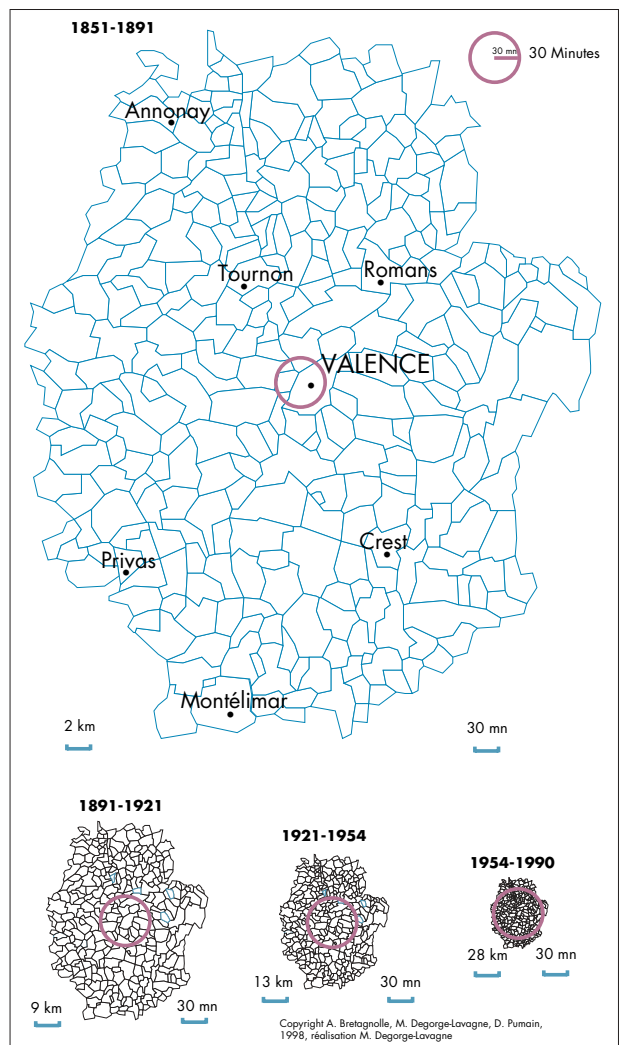 1851-1891
30 mn
30 Minutes
Annonay
Tournon
Romans
VALENCE
Crest
Privas
Montélimar
2 km
30 mn
1891-1921
1921-1954
1954-1990
28 km
30 mn
13 km
30 mn
9 km
30 mn
Copyright A. Bretagnolle, M. Degorge-Lavagne, D. Pumain,
1998, réalisation M. Degorge-Lavagne